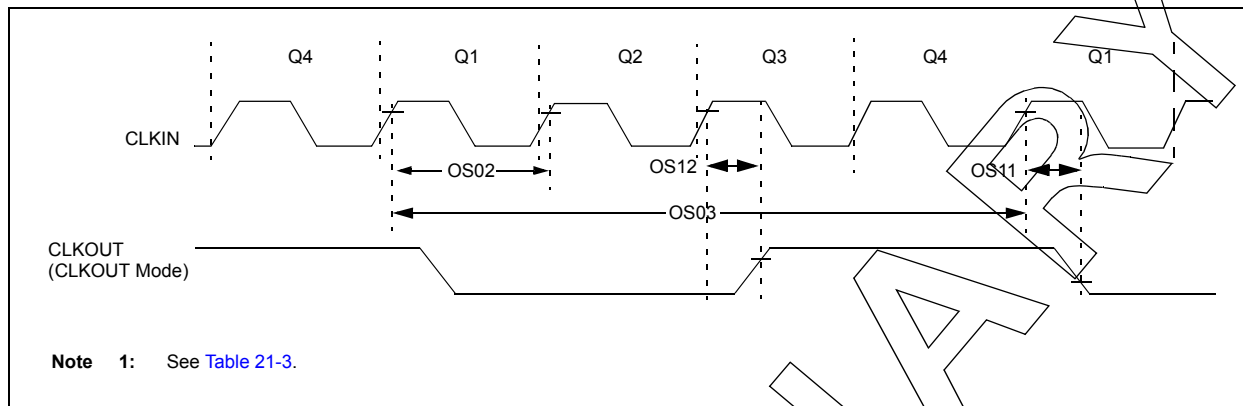 Q4 Q1 Q2 Q3 Q4 Q1
CLKIN
OS02 OS12 OS11
OS03
CLKOUT
(CLKOUT Mode)
Note 1: See Table 21-3.